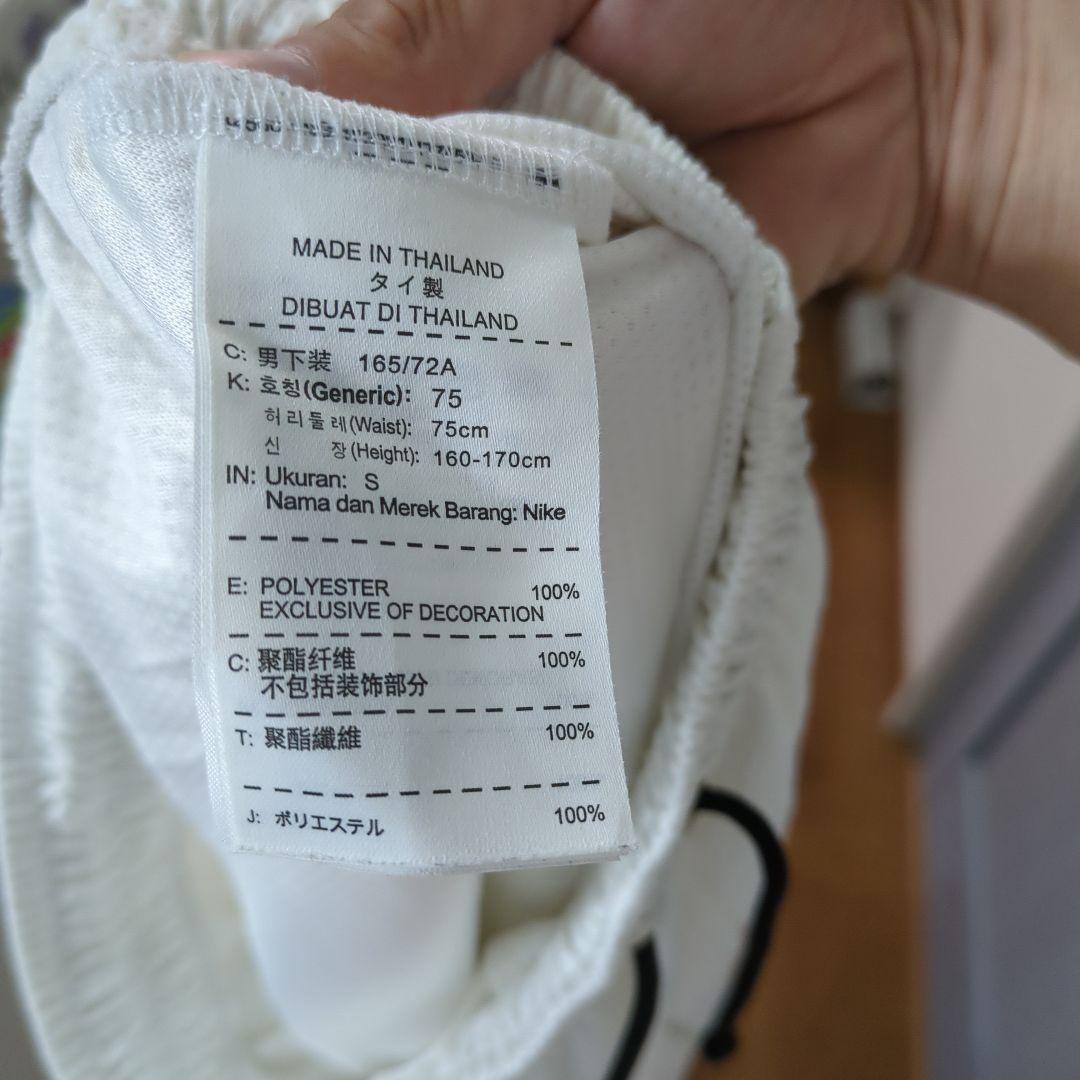 MADE IN THAILAND
タイ製
DIBUAT DI THAILAND
C: 男下装 165/72A
K: 호칭(Generic): 75
허리둘레(Waist): 75cm
신 장(Height): 160-170cm
IN: Ukuran: S
Nama dan Merek Barang: Nike
E: POLYESTER 100%
EXCLUSIVE OF DECORATION
C: 聚酯纤维 100%
不包括装饰部分
T: 聚酯纖維 100%
J: ポリエステル 100%